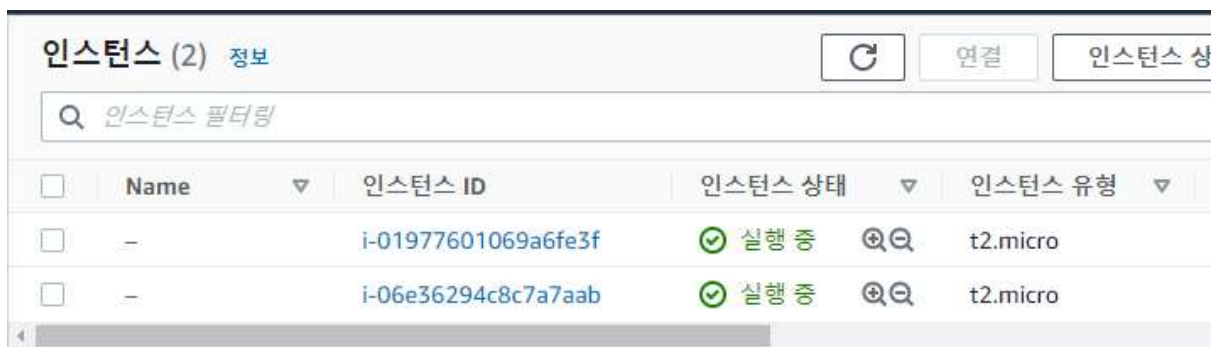 인스턴스 (2) 정보
연결
인스턴스 상
인스턴스 필터링
Name 인스턴스 ID 인스턴스 상태 인스턴스 유형
– i-01977601069a6fe3f 실행 중 t2.micro
– i-06e36294c8c7a7aab 실행 중 t2.micro